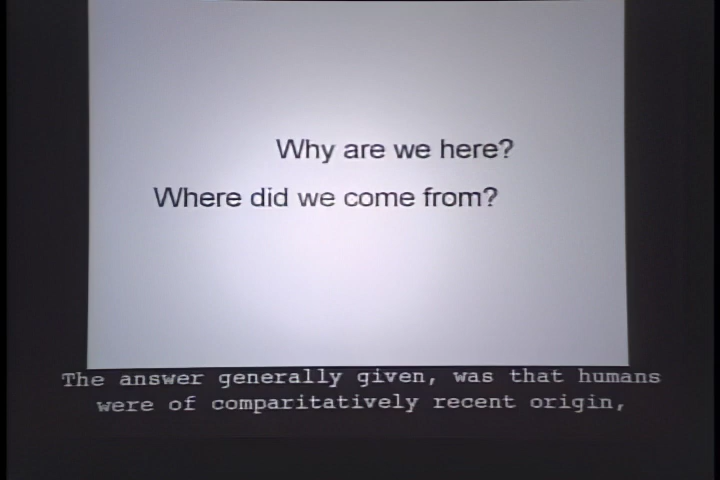 Why are we here?
Where did we come from?
The answer generally given, was that humans
were of comparitatively recent origin,